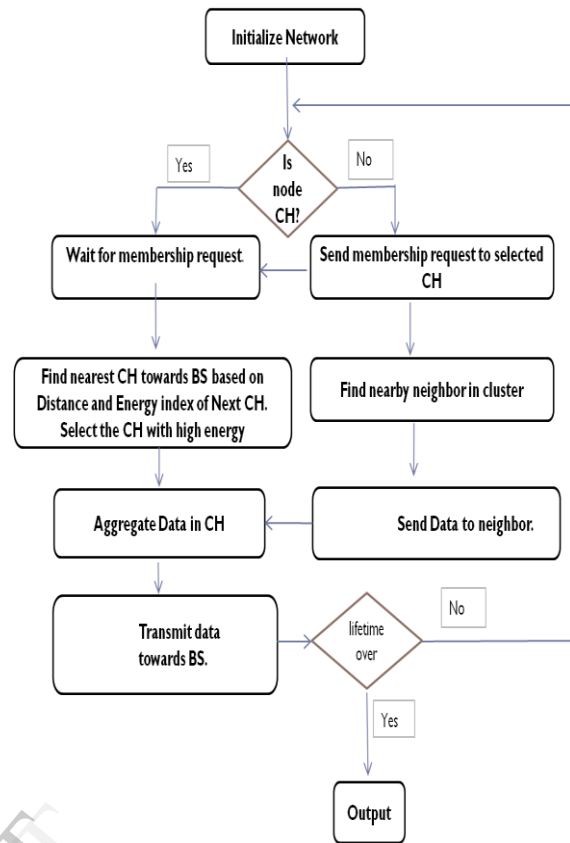 Initialize Network
Is
node
CH?
Yes
No
Wait for membership request.
Send membership request to selected
CH
Find nearest CH towards BS based on
Distance and Energy index of Next CH.
Select the CH with high energy
Find nearby neighbor in cluster
Aggregate Data in CH
Send Data to neighbor.
Transmit data
towards BS.
lifetime
over
No
Yes
Output